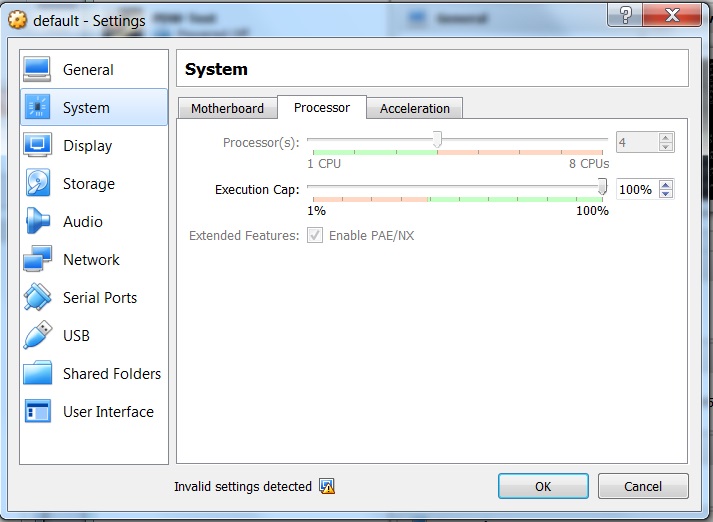 default - Settings
General
System
Display
Storage
Audio
Network
Serial Ports
USB
Shared Folders
User Interface
System
Motherboard
Processor
Acceleration
Processor(s):
4
1 CPU
8 CPUs
Execution Cap:
100%
1%
100%
Extended Features:
Enable PAE/NX
Invalid settings detected
OK
Cancel